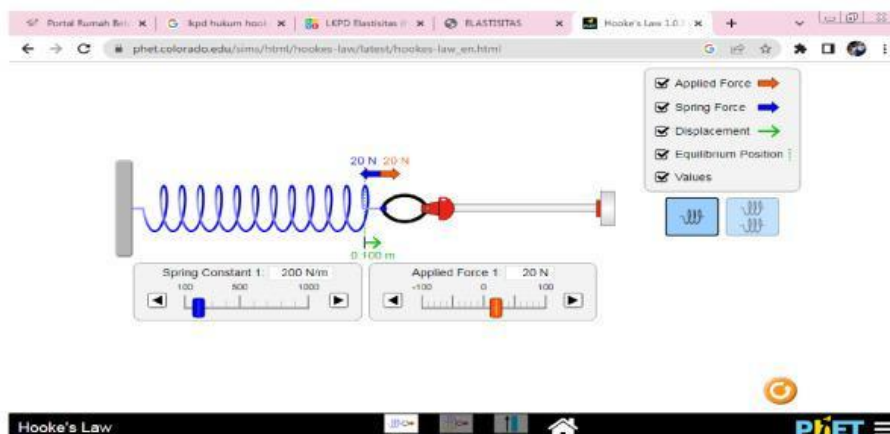 Portal Rumah Bel
lkpd hukum hook
LKPD Elastisitas
ELASTISITAS
Hooke's Law 1.0.
phet.colorado.edu/sims/html/hookes-law/latest/hookes-law_en.html
Applied Force
Spring Force
Displacement
Equilibrium Position
Values
20 N 20 N
0.100 m
Spring Constant 1: 200 N/m
100 500 1000
Applied Force 1: 20 N
-100 0 100
Hooke's Law
PhET